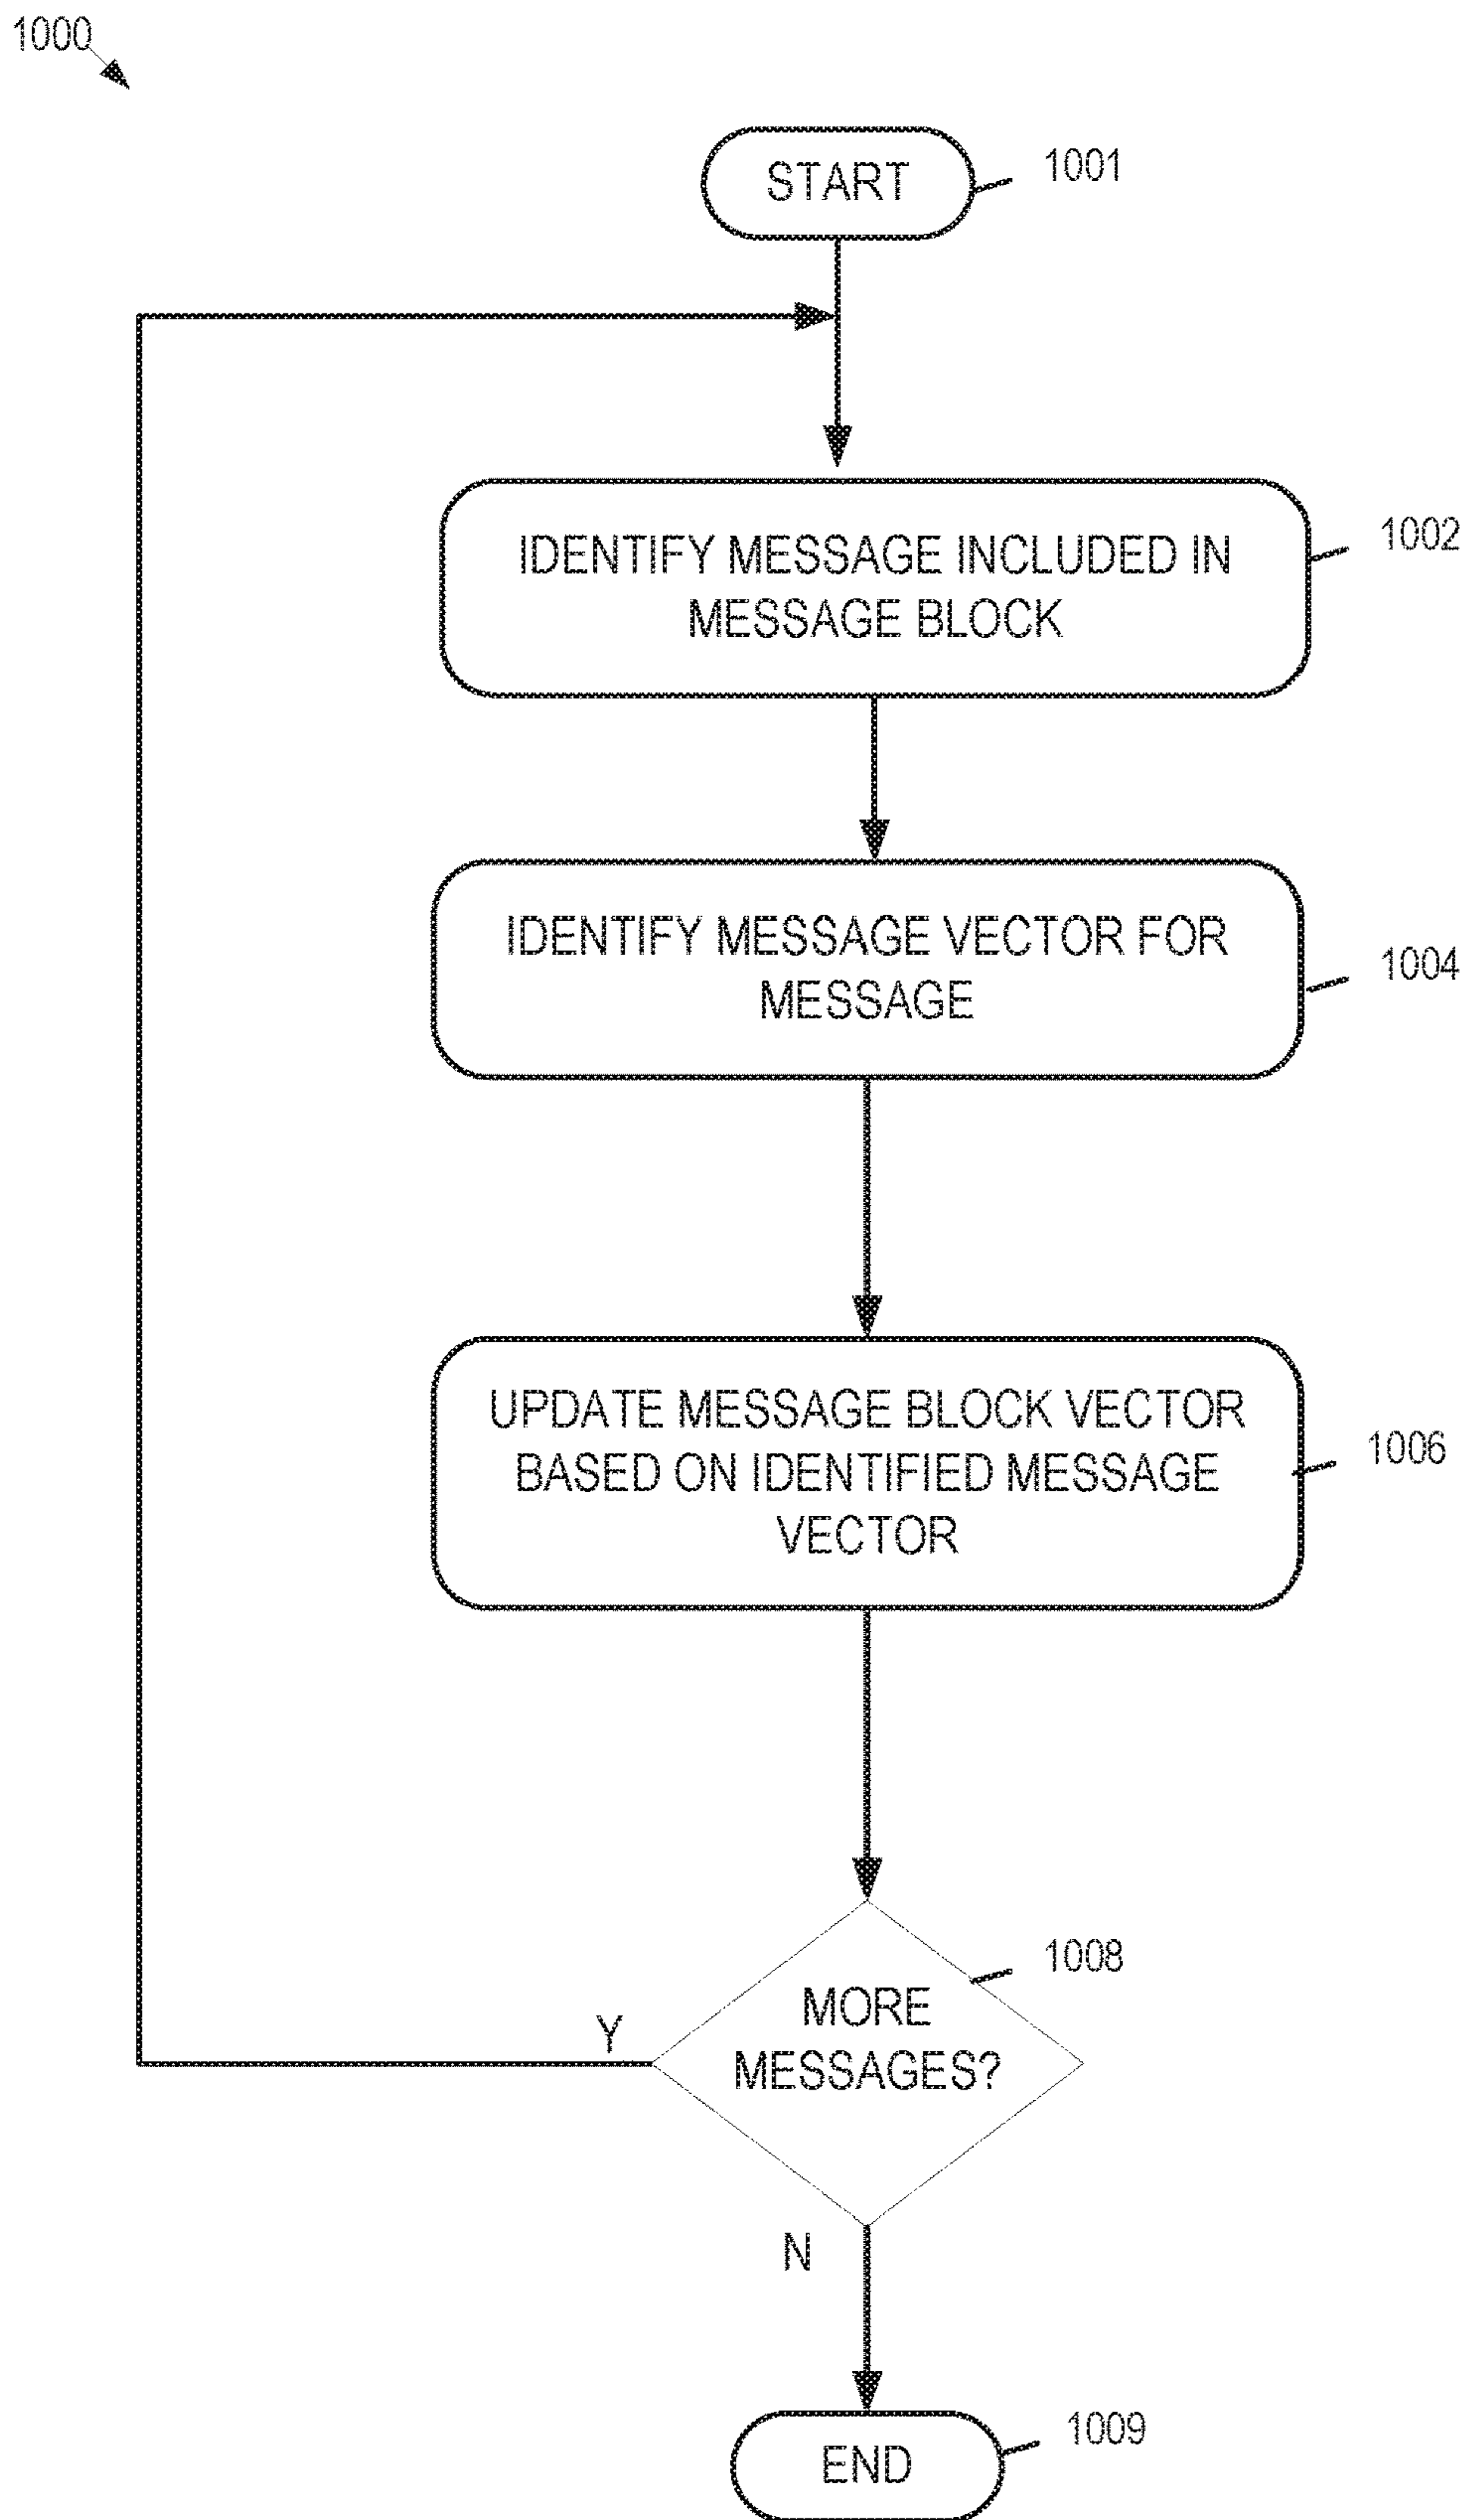 1000
START
1001
IDENTIFY MESSAGE INCLUDED IN
MESSAGE BLOCK
1002
IDENTIFY MESSAGE VECTOR FOR
MESSAGE
1004
UPDATE MESSAGE BLOCK VECTOR
BASED ON IDENTIFIED MESSAGE
VECTOR
1006
1008
MORE
MESSAGES?
Y
N
END
1009